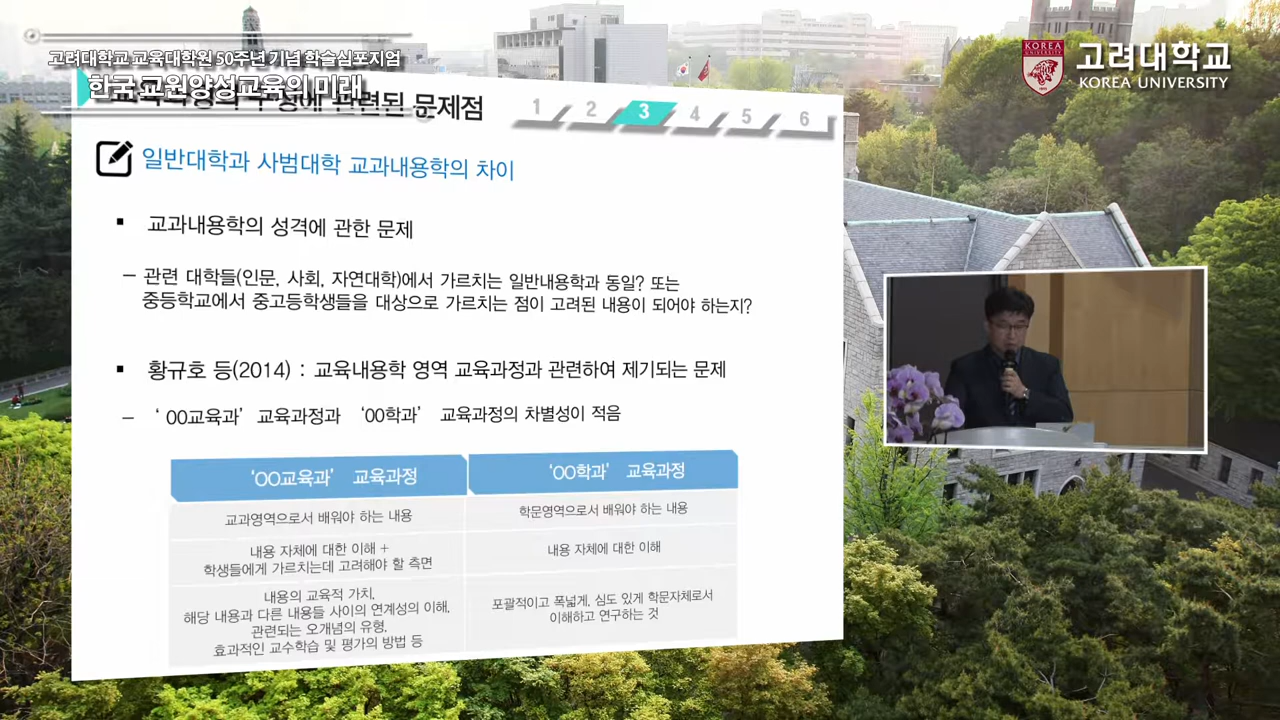 고려대학교 교육대학원 50주년 기념 학술심포지엄
한국 교원양성교육의 미래
관련된 문제점
1 2 3 4 5 6
KOREA
고려대학교
KOREA UNIVERSITY
일반대학과 사범대학 교과내용학의 차이
▪ 교과내용학의 성격에 관한 문제
– 관련 대학들(인문, 사회, 자연대학)에서 가르치는 일반내용학과 동일? 또는
중등학교에서 중고등학생들을 대상으로 가르치는 점이 고려된 내용이 되어야 하는지?
▪ 황규호 등(2014) : 교육내용학 영역 교육과정과 관련하여 제기되는 문제
– ‘ 00교육과’ 교육과정과 ‘00학과’ 교육과정의 차별성이 적음
‘OO교육과’ 교육과정
‘OO학과’ 교육과정
교과영역으로서 배워야 하는 내용
학문영역으로서 배워야 하는 내용
내용 자체에 대한 이해 +
학생들에게 가르치는데 고려해야 할 측면
내용 자체에 대한 이해
내용의 교육적 가치,
해당 내용과 다른 내용들 사이의 연계성의 이해,
관련되는 오개념의 유형,
효과적인 교수학습 및 평가의 방법 등
포괄적이고 폭넓게, 심도 있게 학문자체로서
이해하고 연구하는 것